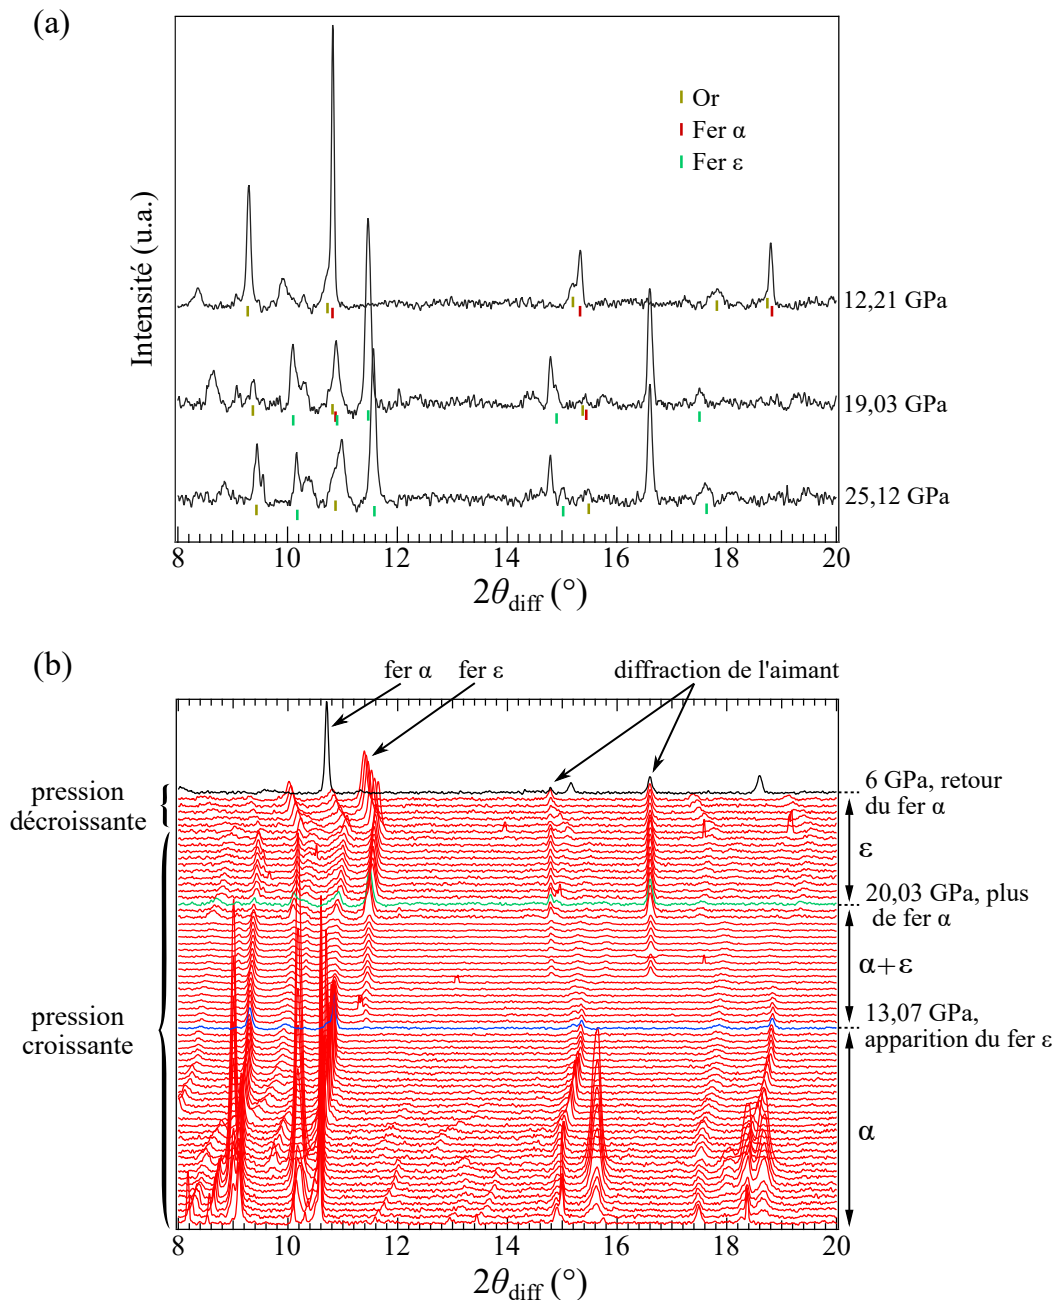 (a)
Intensité (u.a.)
Or
Fer α
Fer ε
12,21 GPa
19,03 GPa
25,12 GPa
8 10 12 14 16 18 20
2θdiff (°)
(b)
fer α
fer ε
diffraction de l'aimant
pression
décroissante
pression
croissante
6 GPa, retour
du fer α
ε
20,03 GPa, plus
de fer α
α+ε
13,07 GPa,
apparition du fer ε
α
8 10 12 14 16 18 20
2θdiff (°)